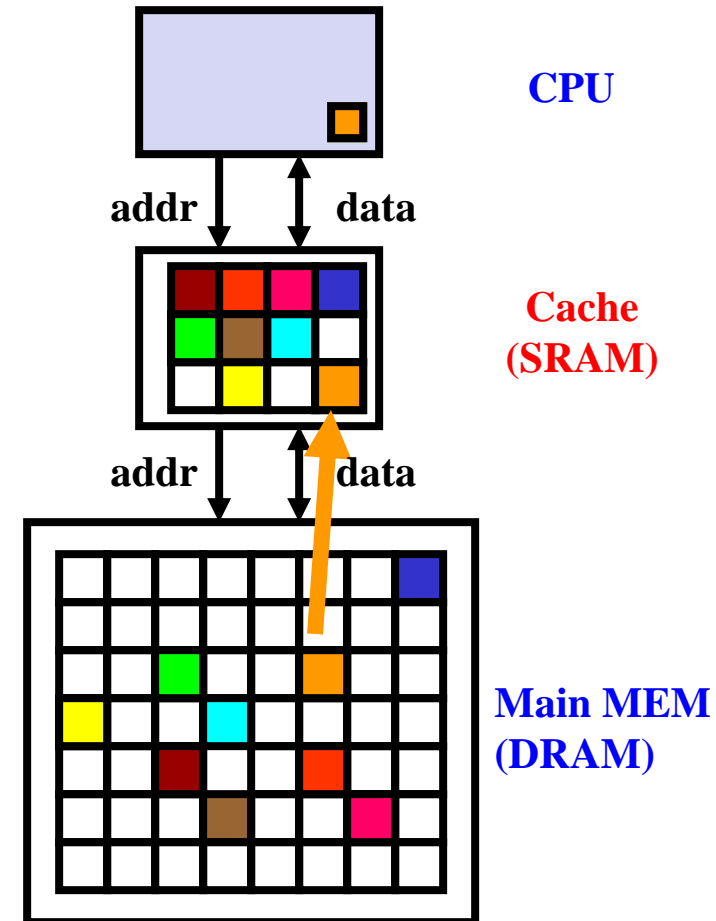 CPU
addr data
Cache
(SRAM)
addr data
Main MEM
(DRAM)